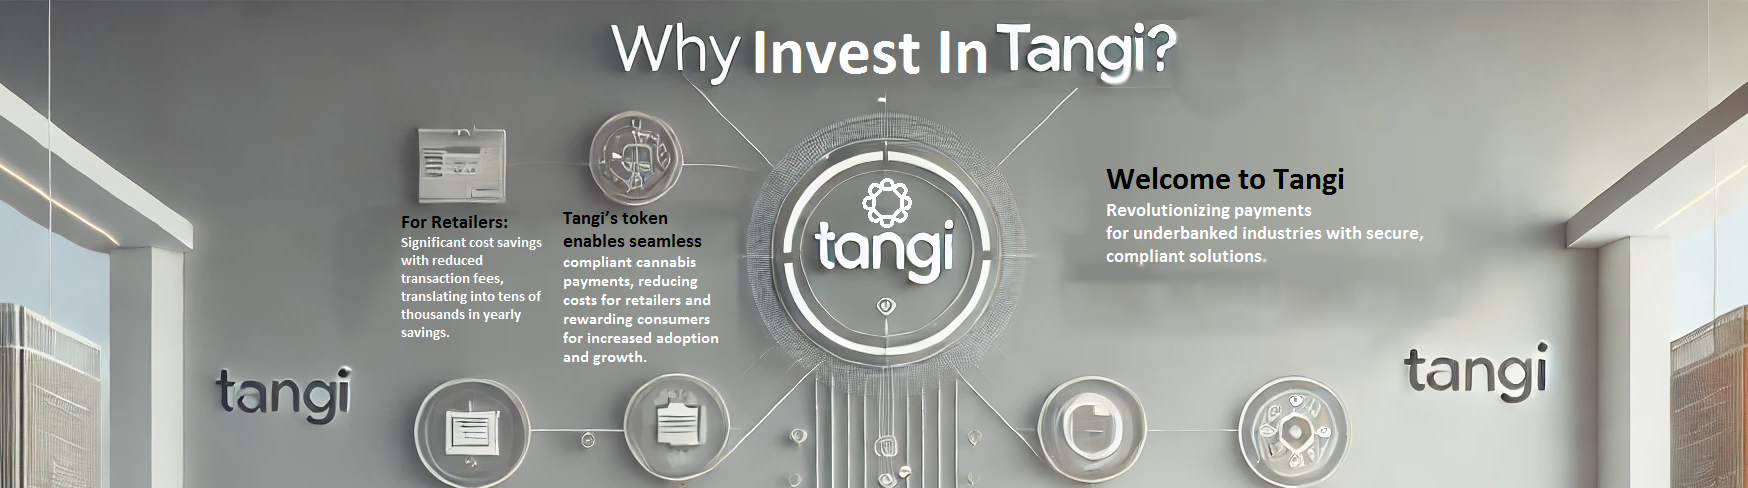 Why Invest In Tangi?
For Retailers:
Significant cost savings
with reduced
transaction fees,
translating into tens of
thousands in yearly
savings.
Tangi’s token
enables seamless
compliant cannabis
payments, reducing
costs for retailers and
rewarding consumers
for increased adoption
and growth.
tangi
Welcome to Tangi
Revolutionizing payments
for underbanked industries with secure,
compliant solutions.
tangi
tangi